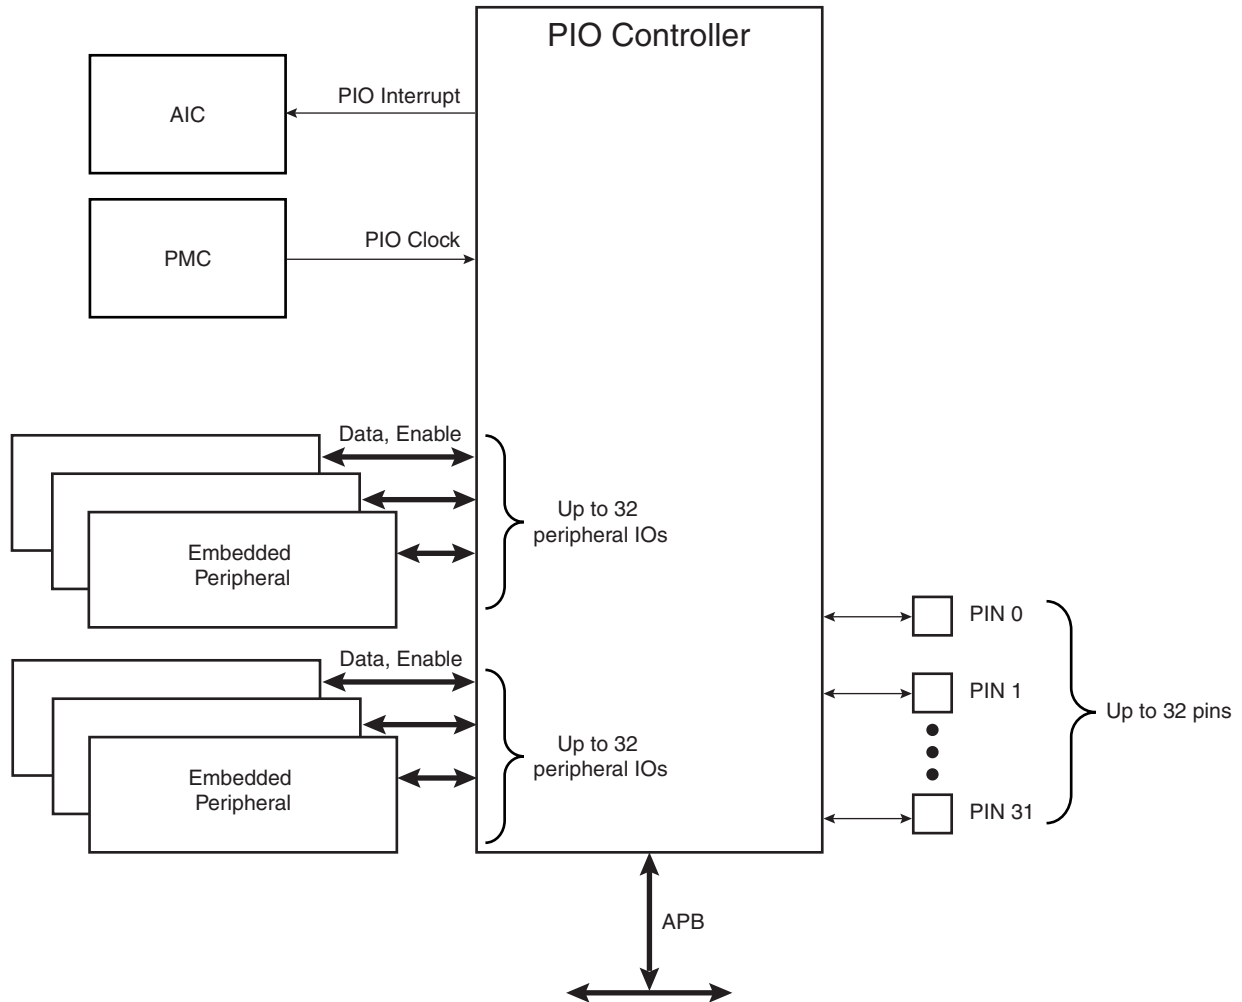 PIO Controller
PIO Interrupt
AIC
PIO Clock
PMC
Data, Enable
Up to 32
peripheral IOs
Embedded
Peripheral
PIN 0
Data, Enable
PIN 1
Up to 32 pins
Up to 32
peripheral IOs
Embedded
Peripheral
PIN 31
APB